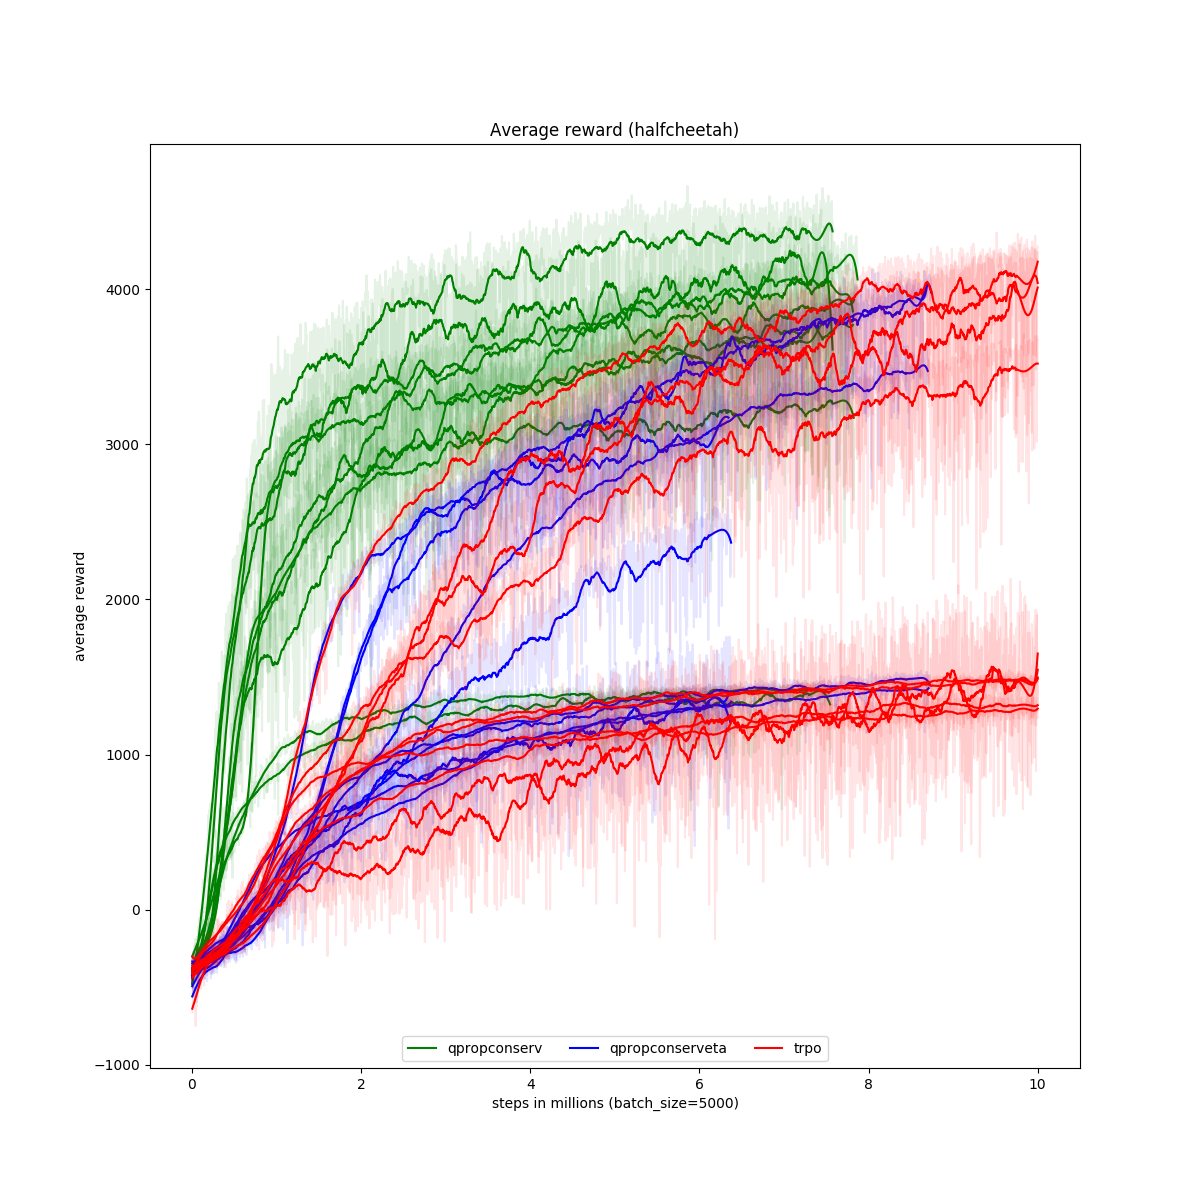 Average reward (halfcheetah)
average reward
4000
3000
2000
1000
0
−1000
qpropconserv qpropconserveta trpo
0 2 4 6 8 10
steps in millions (batch_size=5000)